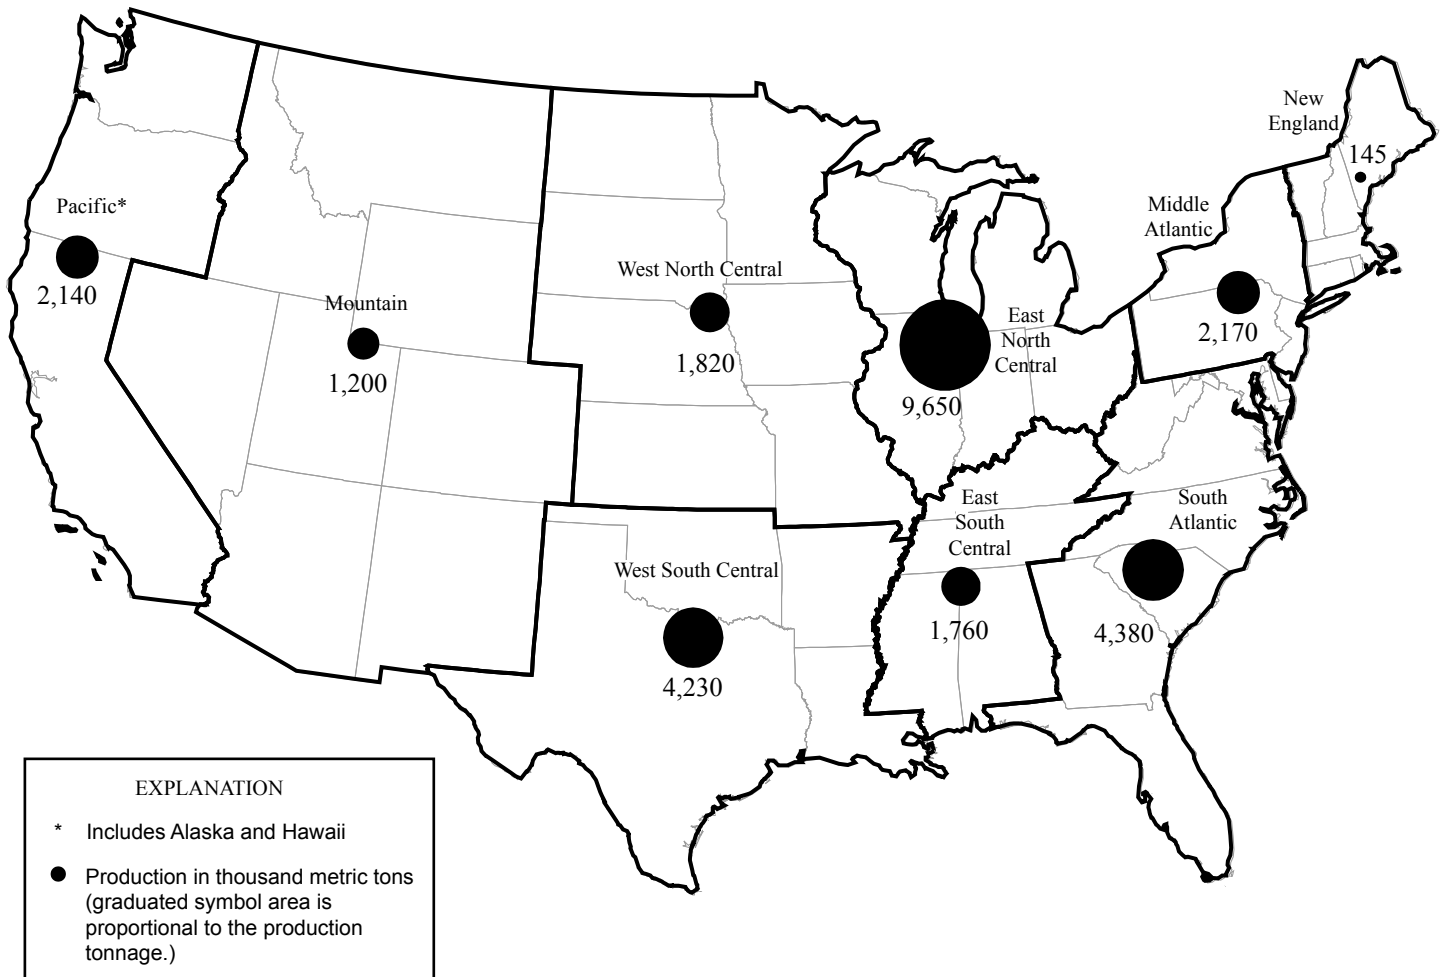 New
England
145
Middle
Atlantic
2,170
Pacific*
2,140
West North Central
1,820
Mountain
1,200
East
North
Central
9,650
East
South
Central
1,760
South
Atlantic
4,380
West South Central
4,230
EXPLANATION
* Includes Alaska and Hawaii
Production in thousand metric tons
(graduated symbol area is
proportional to the production
tonnage.)